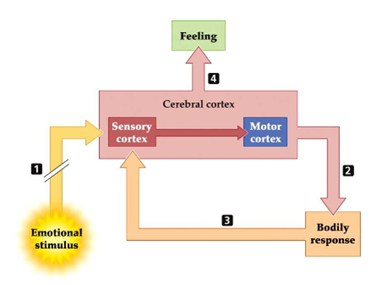 Feeling
4
Cerebral cortex
Sensory
cortex
Motor
cortex
1
2
3
Emotional
stimulus
Bodily
response